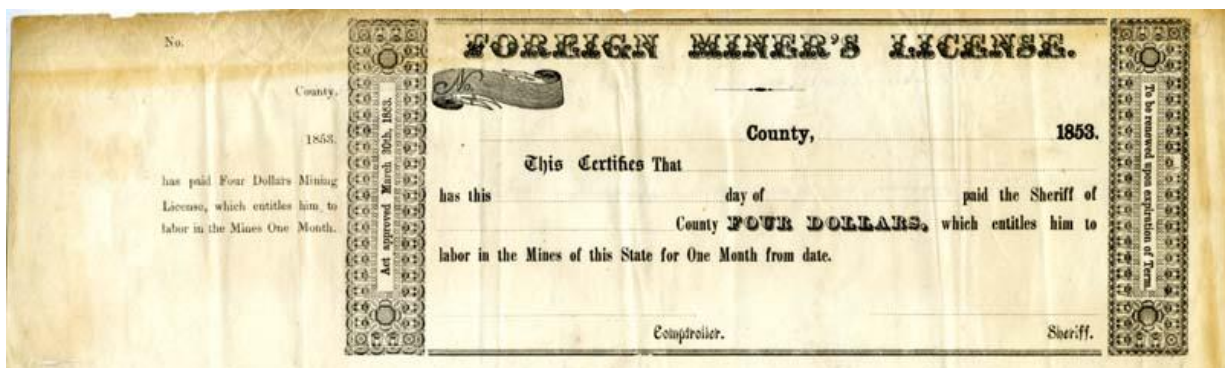 No.
County,
1853.
has paid Four Dollars Mining
License, which entitles him to
labor in the Mines One Month.
Act approved March 30th, 1853.
FOREIGN MINER'S LICENSE.
No.
County, 1853.
This Certifies That
has this day of paid the Sheriff of
County FOUR DOLLARS, which entitles him to
labor in the Mines of this State for One Month from date.
Comptroller. Sheriff.
To be renewed upon expiration of Term.